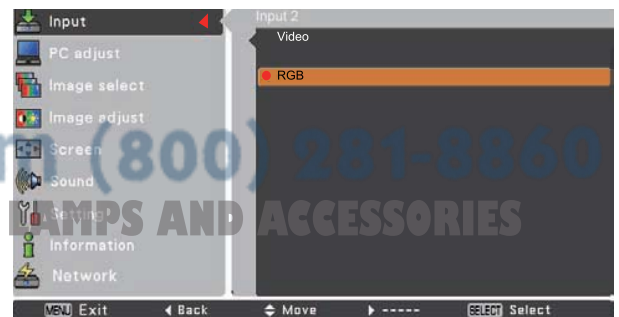 Input
Input 2
Video
PC adjust
RGB
Image select
Image adjust
Screen
(800) 281-8860
Sound
Setting
LAMPS AND ACCESSORIES
Information
Network
MENU Exit
Back
Move
-----
SELECT Select